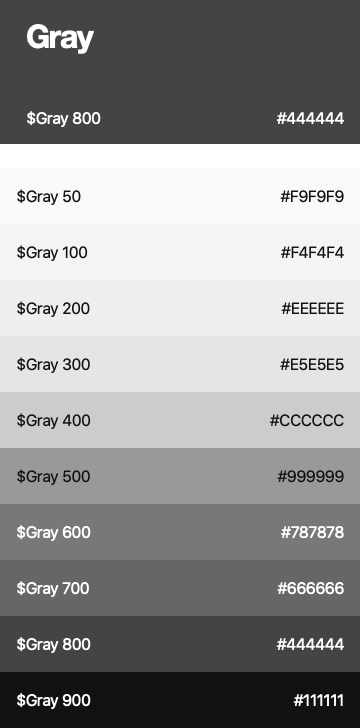 Gray
$Gray 800 #444444
$Gray 50 #F9F9F9
$Gray 100 #F4F4F4
$Gray 200 #EEEEEE
$Gray 300 #E5E5E5
$Gray 400 #CCCCCC
$Gray 500 #999999
$Gray 600 #787878
$Gray 700 #666666
$Gray 800 #444444
$Gray 900 #111111